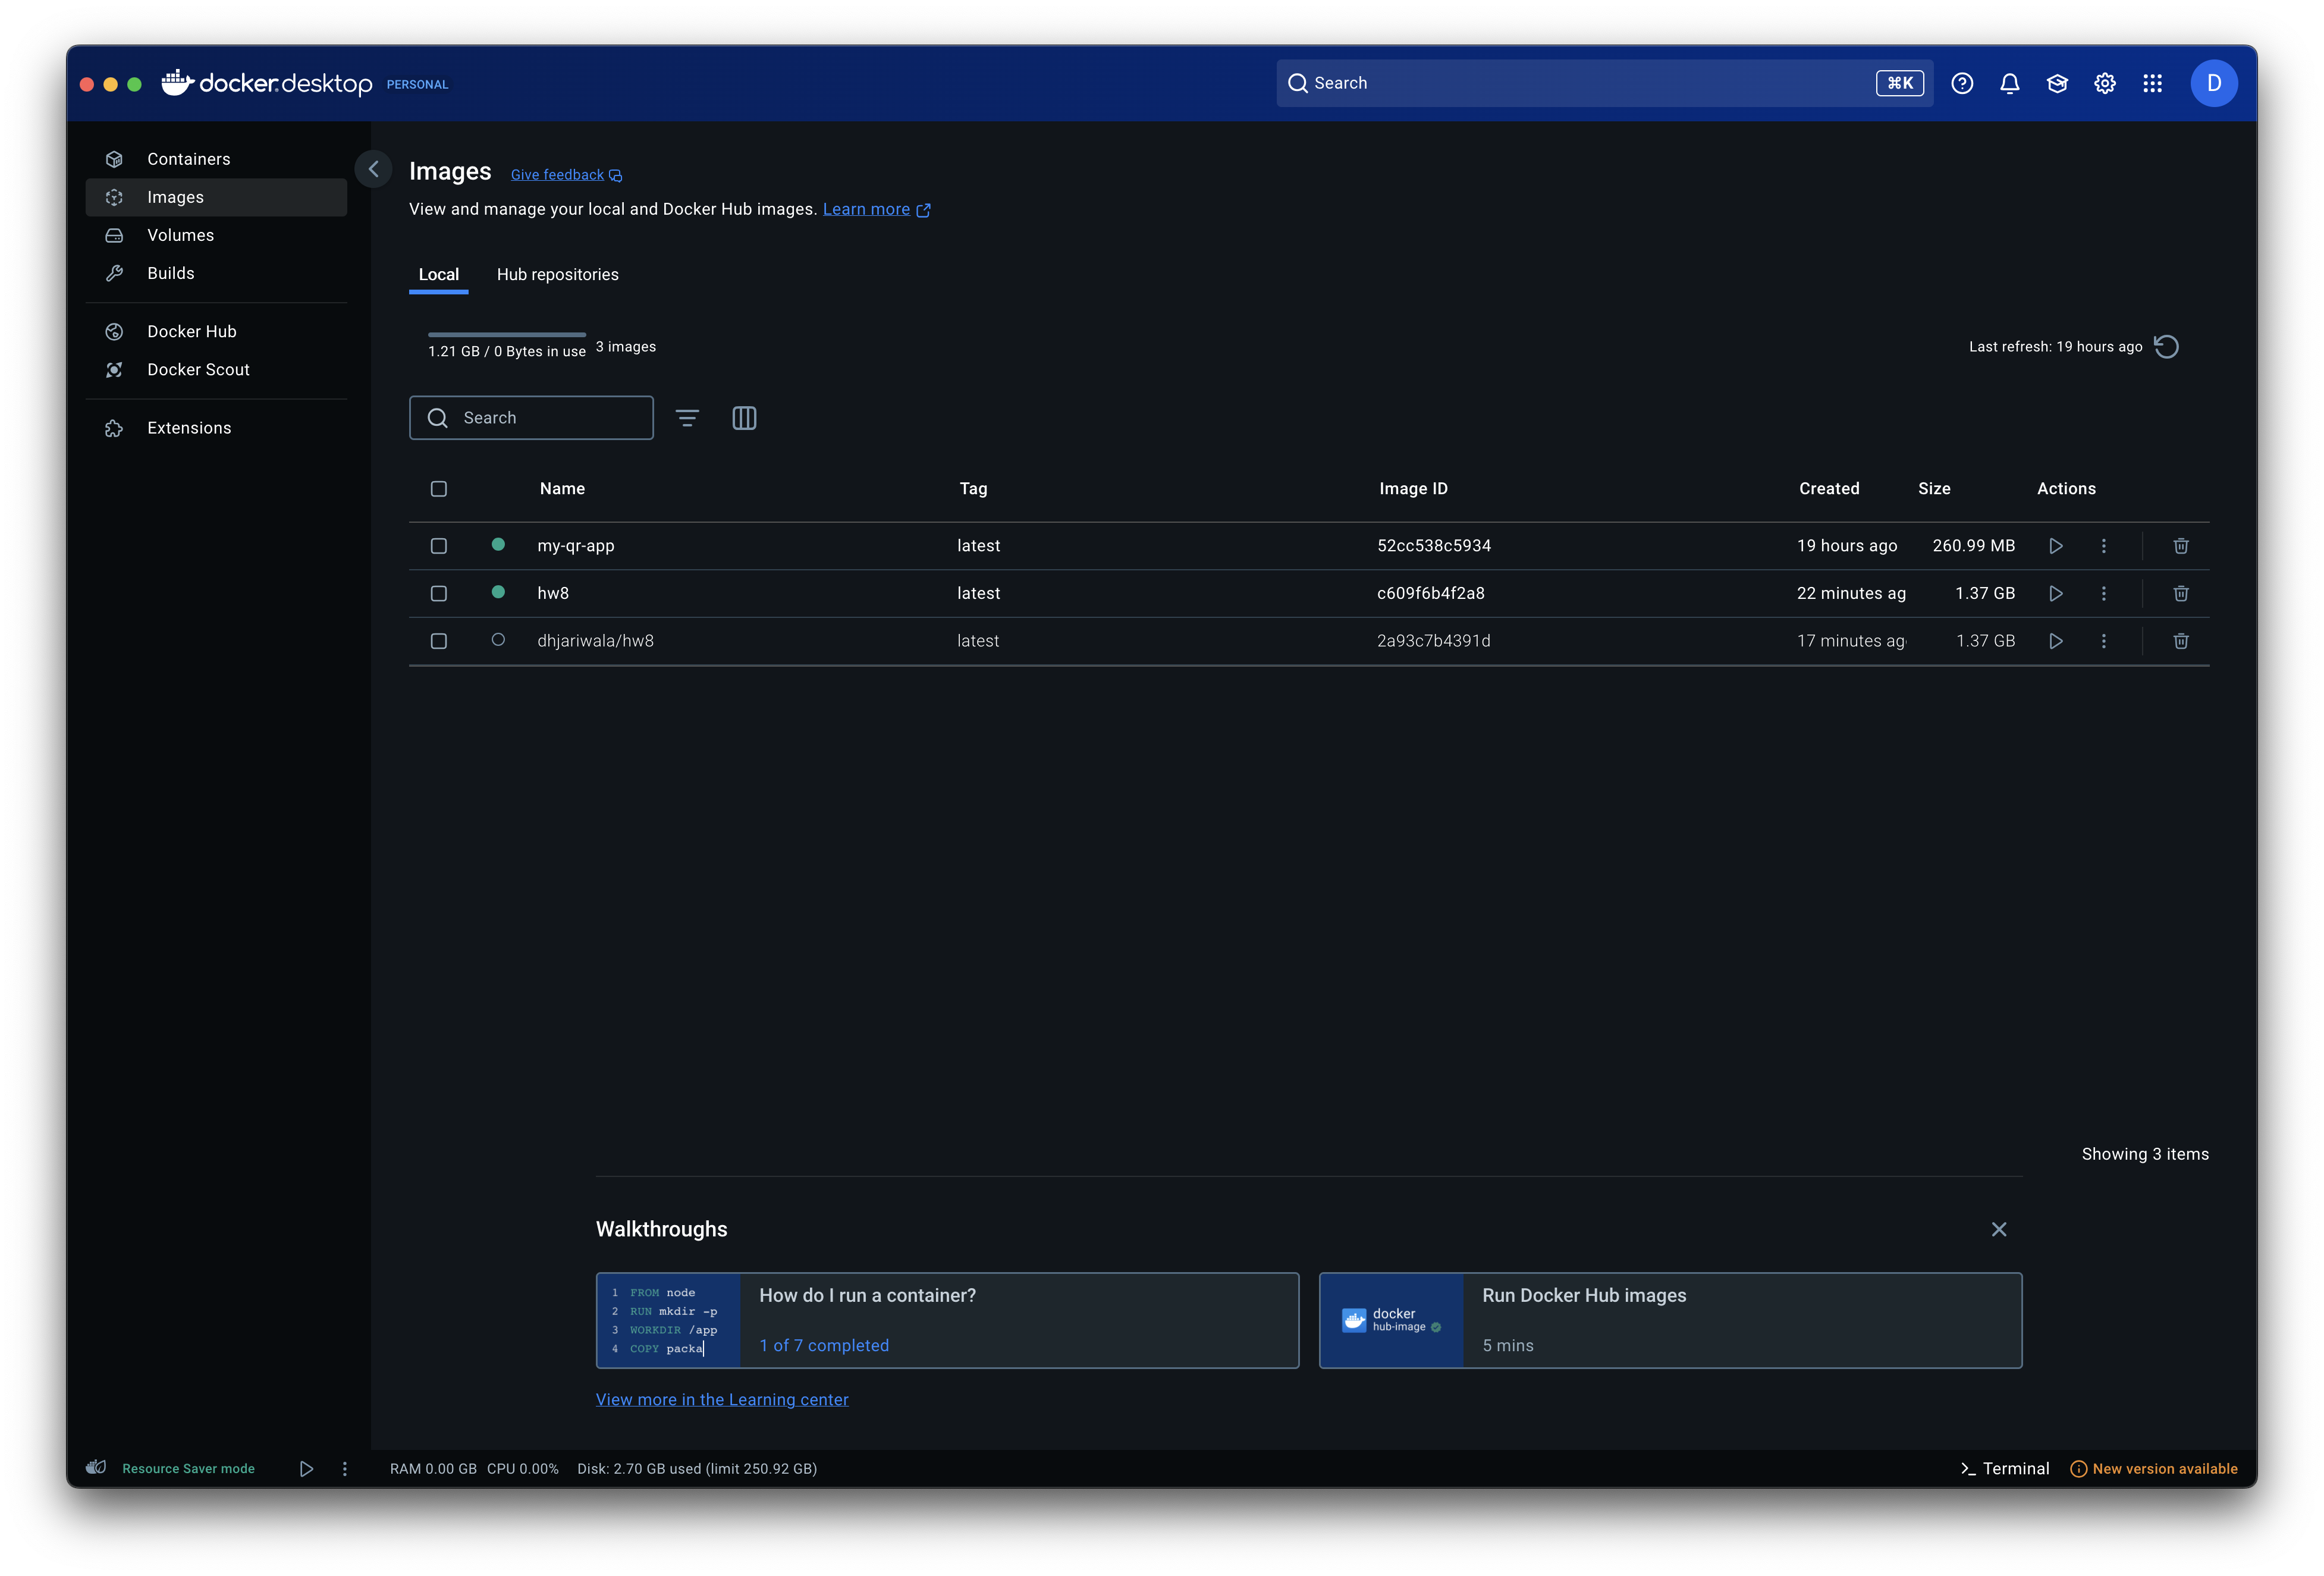 docker.desktop PERSONAL
Search ⌘K
D
Containers
Images
Volumes
Builds
Docker Hub
Docker Scout
Extensions
Images Give feedback
View and manage your local and Docker Hub images. Learn more
Local Hub repositories
1.21 GB / 0 Bytes in use 3 images
Last refresh: 19 hours ago
Search
Name Tag Image ID Created Size Actions
my-qr-app latest 52cc538c5934 19 hours ago 260.99 MB
hw8 latest c609f6b4f2a8 22 minutes ag 1.37 GB
dhjariwala/hw8 latest 2a93c7b4391d 17 minutes ag 1.37 GB
Showing 3 items
Walkthroughs
1 FROM node
2 RUN mkdir -p
3 WORKDIR /app
4 COPY packa
How do I run a container?
1 of 7 completed
docker
hub-image
Run Docker Hub images
5 mins
View more in the Learning center
Resource Saver mode
RAM 0.00 GB CPU 0.00% Disk: 2.70 GB used (limit 250.92 GB)
>_ Terminal New version available